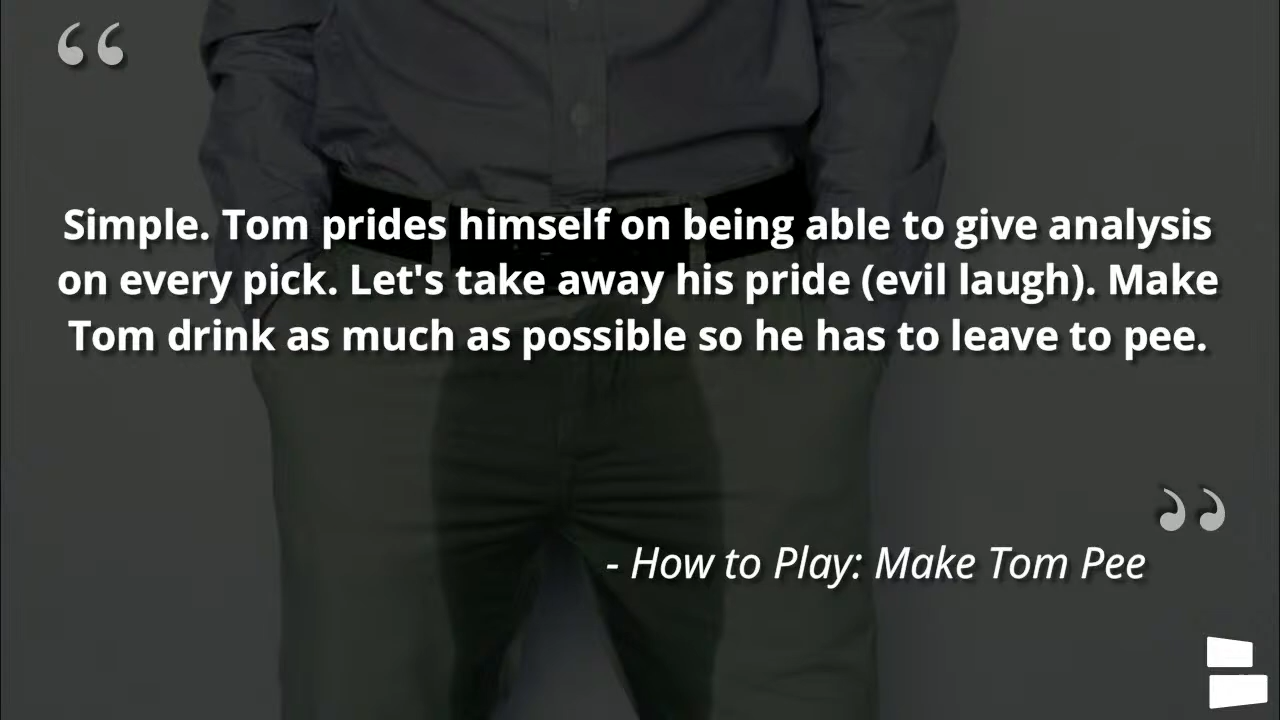 “
Simple. Tom prides himself on being able to give analysis
on every pick. Let's take away his pride (evil laugh). Make
Tom drink as much as possible so he has to leave to pee.
”
- How to Play: Make Tom Pee